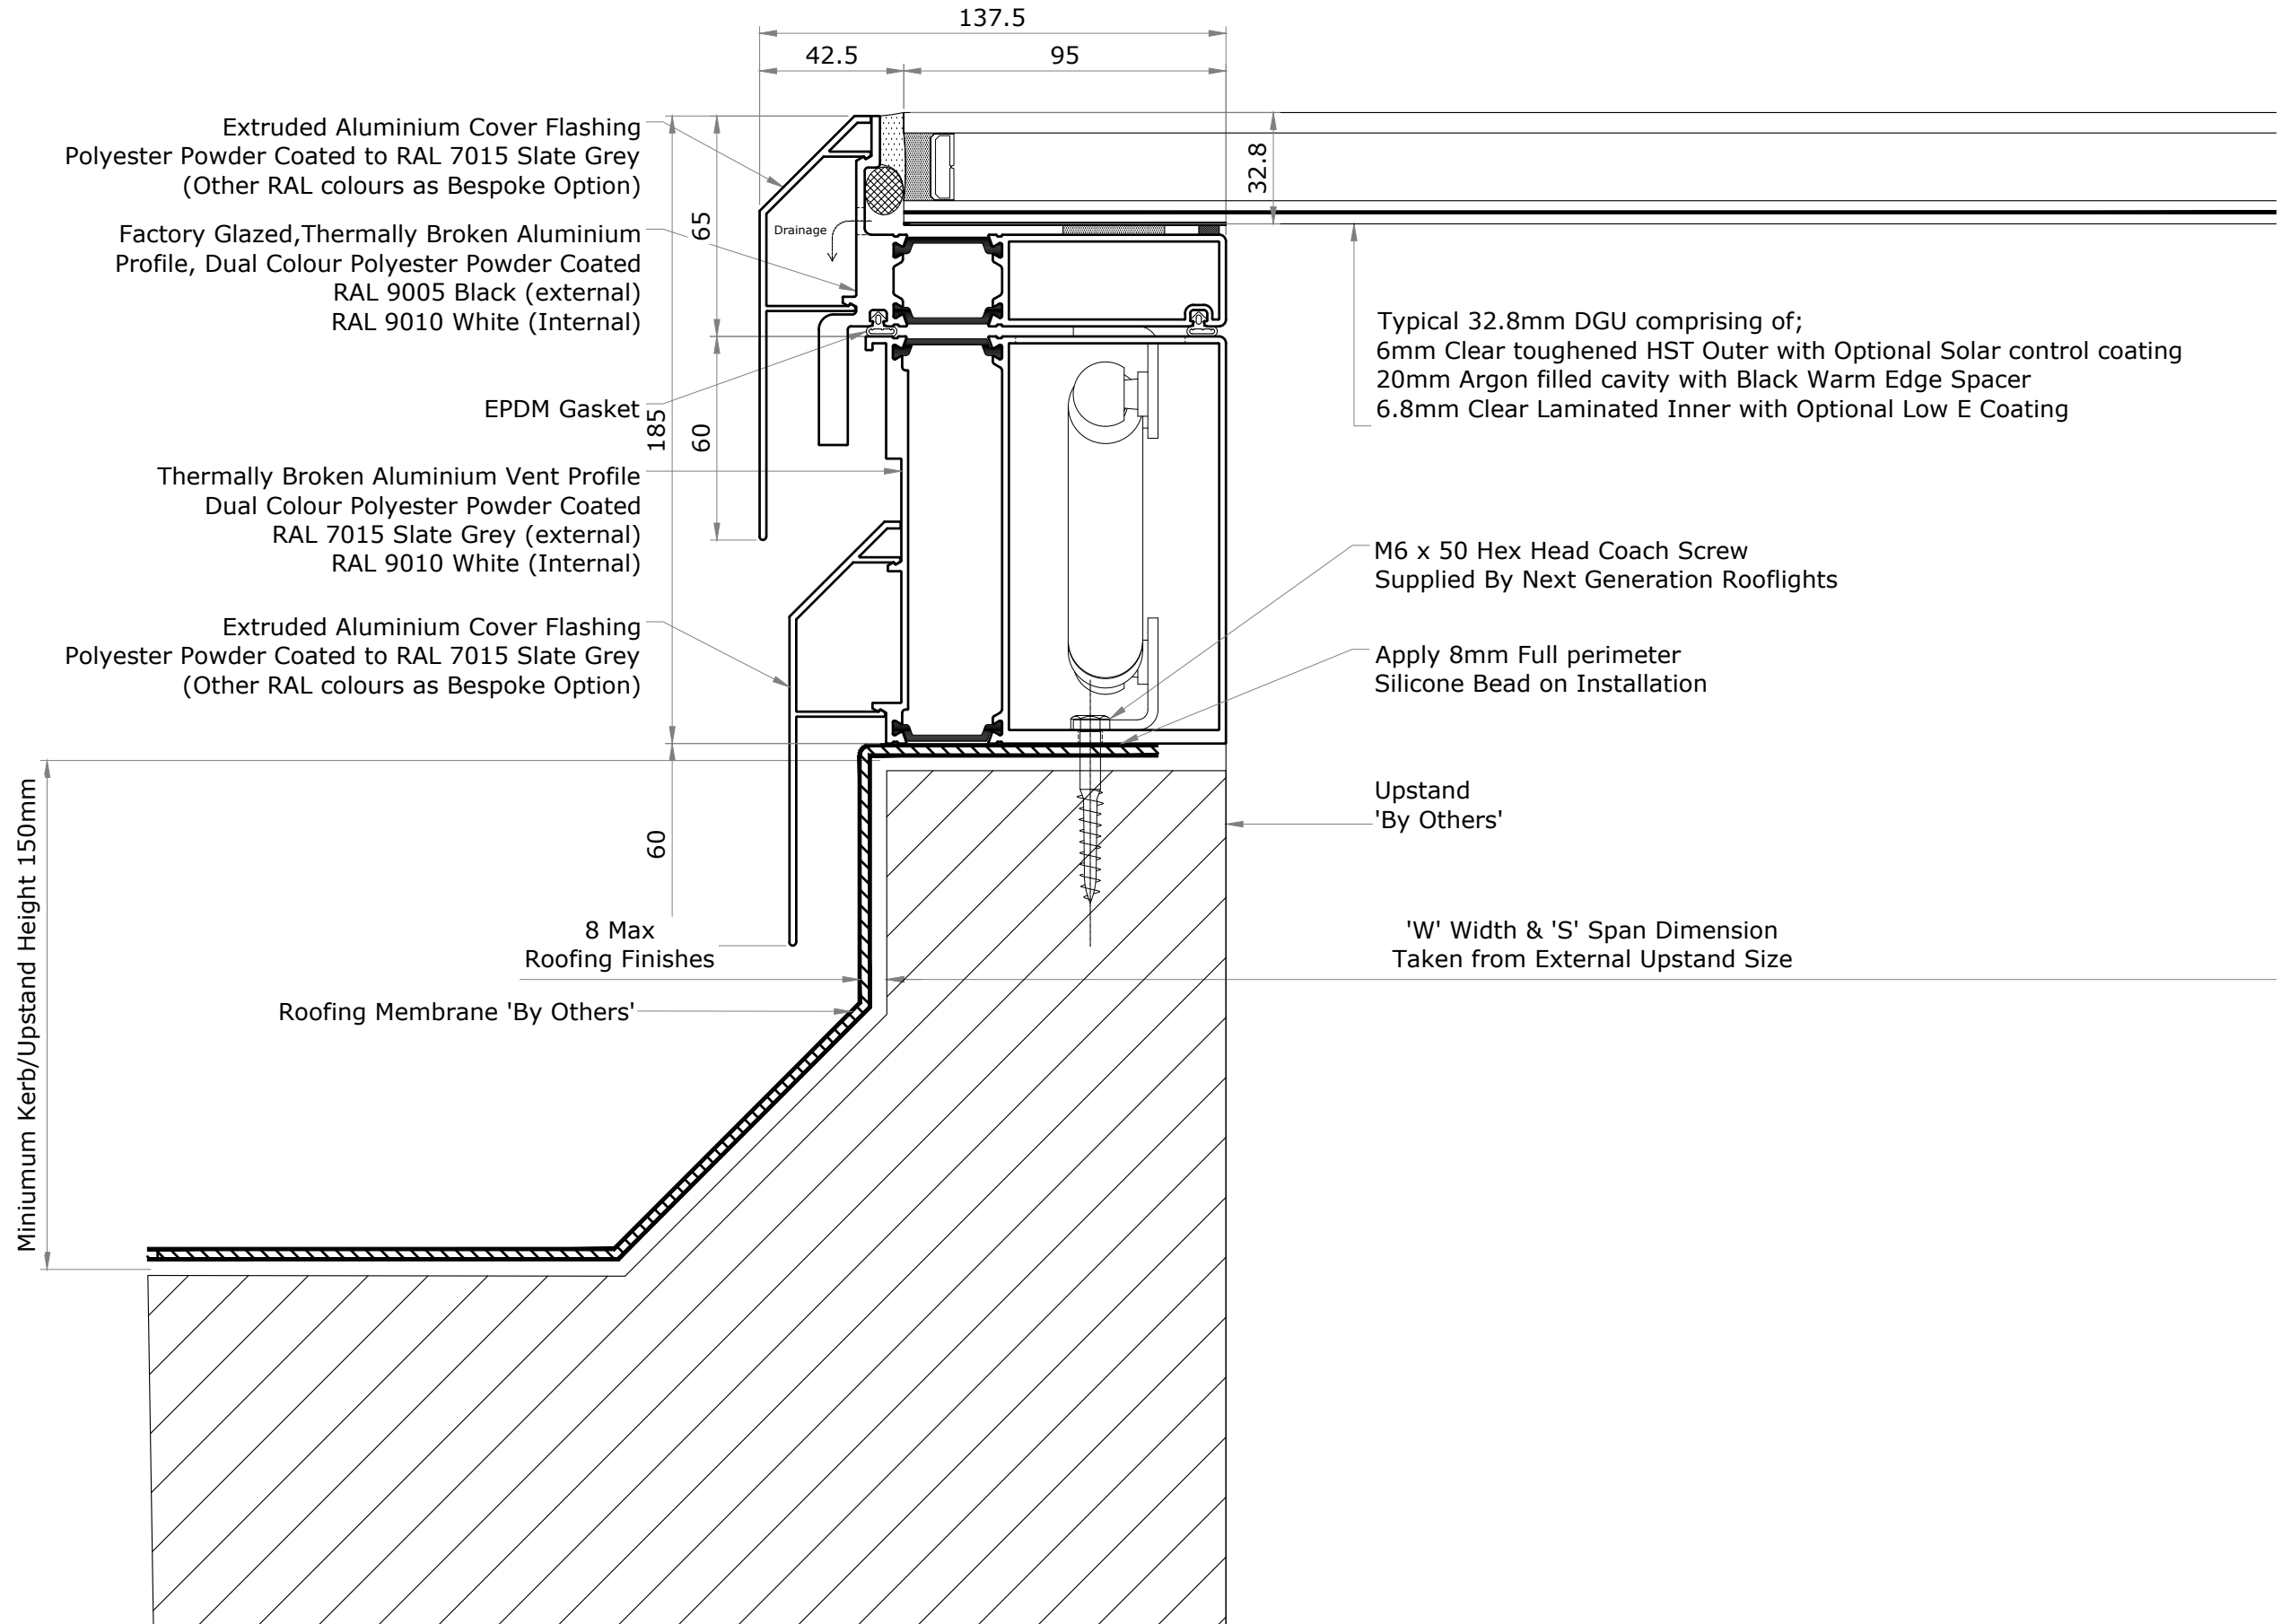 137.5
42.5
95
Extruded Aluminium Cover Flashing
Polyester Powder Coated to RAL 7015 Slate Grey
(Other RAL colours as Bespoke Option)
32.8
65
Drainage
Factory Glazed,Thermally Broken Aluminium
Profile, Dual Colour Polyester Powder Coated
RAL 9005 Black (external)
RAL 9010 White (Internal)
Typical 32.8mm DGU comprising of;
6mm Clear toughened HST Outer with Optional Solar control coating
20mm Argon filled cavity with Black Warm Edge Spacer
6.8mm Clear Laminated Inner with Optional Low E Coating
EPDM Gasket
185
60
Thermally Broken Aluminium Vent Profile
Dual Colour Polyester Powder Coated
RAL 7015 Slate Grey (external)
RAL 9010 White (Internal)
M6 x 50 Hex Head Coach Screw
Supplied By Next Generation Rooflights
Extruded Aluminium Cover Flashing
Polyester Powder Coated to RAL 7015 Slate Grey
(Other RAL colours as Bespoke Option)
Apply 8mm Full perimeter
Silicone Bead on Installation
Upstand
'By Others'
60
Miniumum Kerb/Upstand Height 150mm
8 Max
Roofing Finishes
'W' Width & 'S' Span Dimension
Taken from External Upstand Size
Roofing Membrane 'By Others'